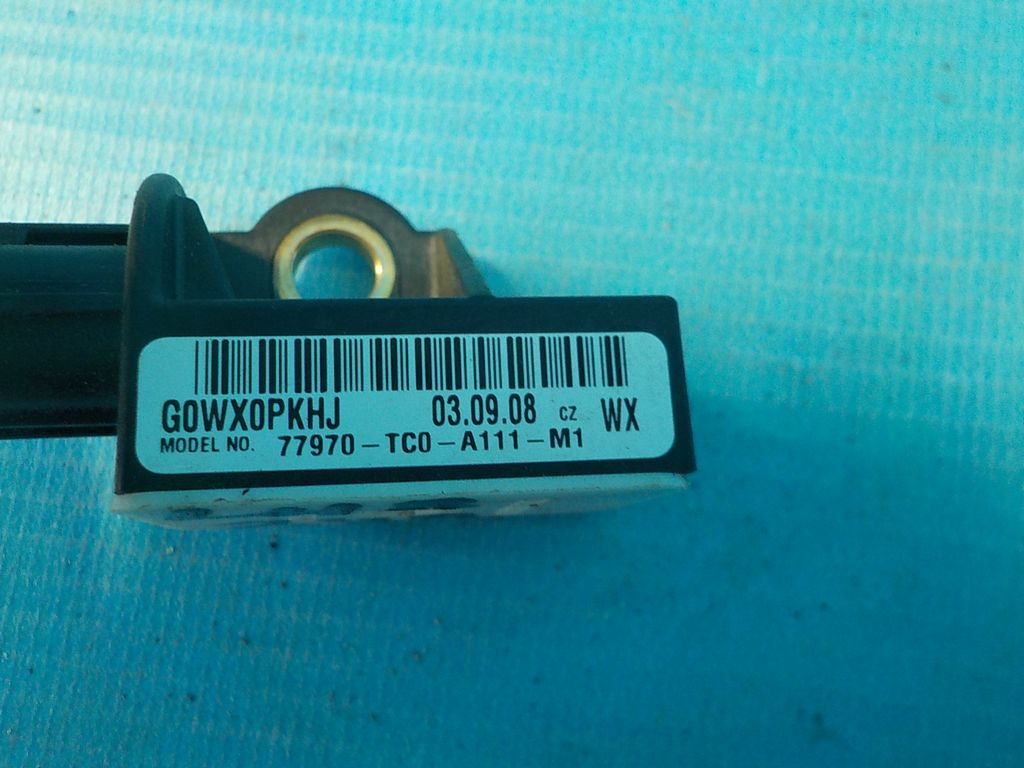 G0WX0PKHJ 03.09.08 CZ WX
MODEL NO. 77970-TC0-A111-M1